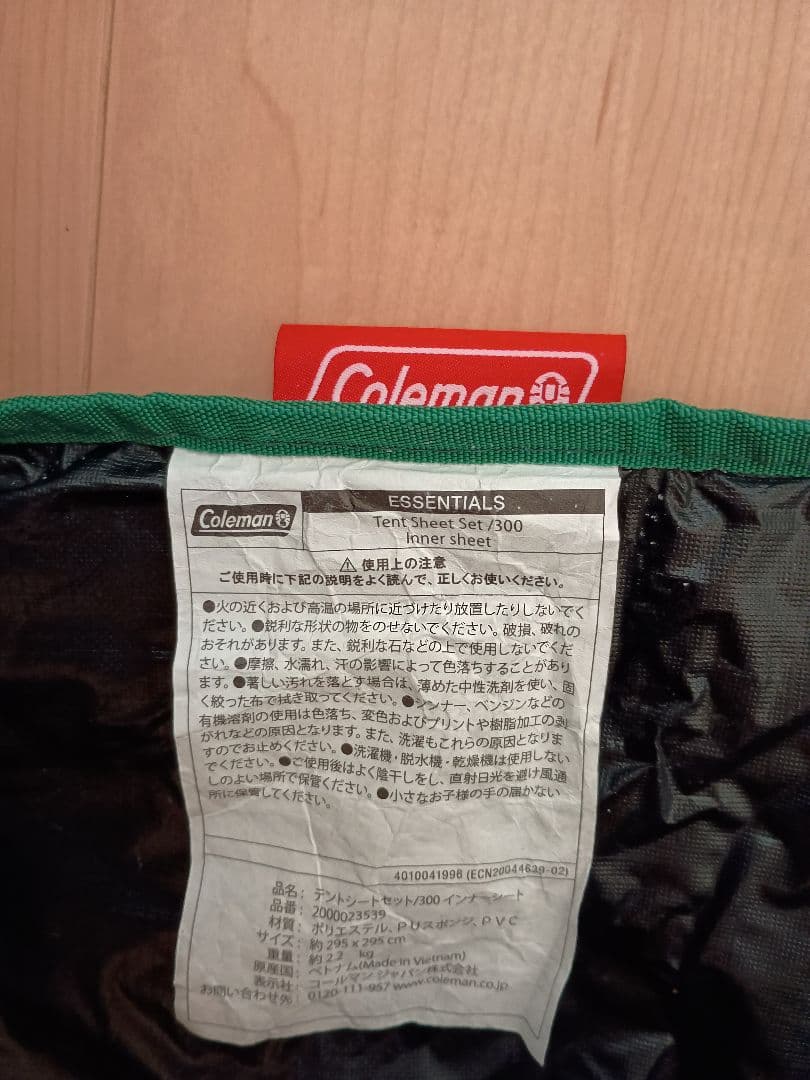 Coleman
Coleman
ESSENTIALS
Tent Sheet Set /300
Inner sheet
⚠ 使用上の注意
ご使用時に下記の説明をよく読んで、正しくお使いください。
●火の近くおよび高温の場所に近づけたり放置したりしないでく
ださい。●鋭利な形状の物をのせないでください。破損、破れの
おそれがあります。また、鋭利な石などの上で使用しないでくだ
さい。●摩擦、水濡れ、汗の影響によって色落ちすることがあり
ます。●著しい汚れを落とす場合は、薄めた中性洗剤を使い、固
く絞った布で拭き取ってください。●シンナー、ベンジンなどの
有機溶剤の使用は色落ち、変色およびプリントや樹脂加工の剥
がれなどの原因となります。また、洗濯もこれらの原因となりま
すのでお止めください。●洗濯機・脱水機・乾燥機は使用しない
でください。●ご使用後はよく陰干しをし、直射日光を避け風通
しのよい場所で保管ください。●小さなお子様の手の届かない
所に保管してください。
4010041996 (ECN20044639-02)
品名： テントシートセット/300 インナーシート
品番： 2000023539
材質： ポリエステル、PUスポンジ、PVC
サイズ： 約 295 x 295 cm
重量： 約 2.2 kg
原産国： ベトナム(Made in Vietnam)
表示社： コールマン ジャパン株式会社
お問い合わせ先： 0120-111-957 www.coleman.co.jp